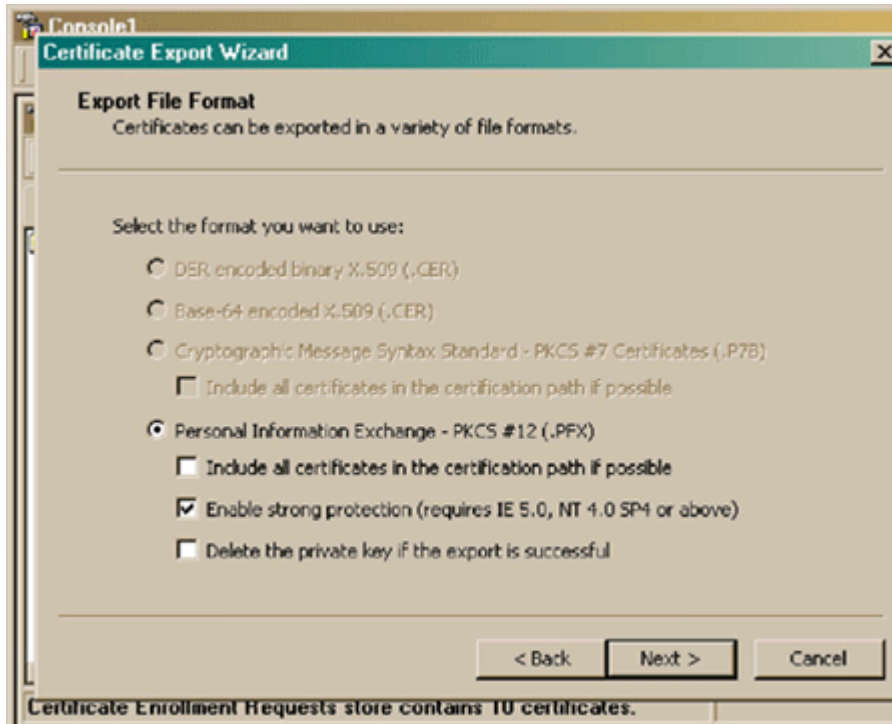 Console1
Certificate Export Wizard
Export File Format
Certificates can be exported in a variety of file formats.
Select the format you want to use:
DER encoded binary X.509 (.CER)
Base-64 encoded X.509 (.CER)
Cryptographic Message Syntax Standard - PKCS #7 Certificates (.P7B)
Include all certificates in the certification path if possible
Personal Information Exchange - PKCS #12 (.PFX)
Include all certificates in the certification path if possible
Enable strong protection (requires IE 5.0, NT 4.0 SP4 or above)
Delete the private key if the export is successful
< Back
Next >
Cancel
Certificate Enrollment Requests store contains 10 certificates.